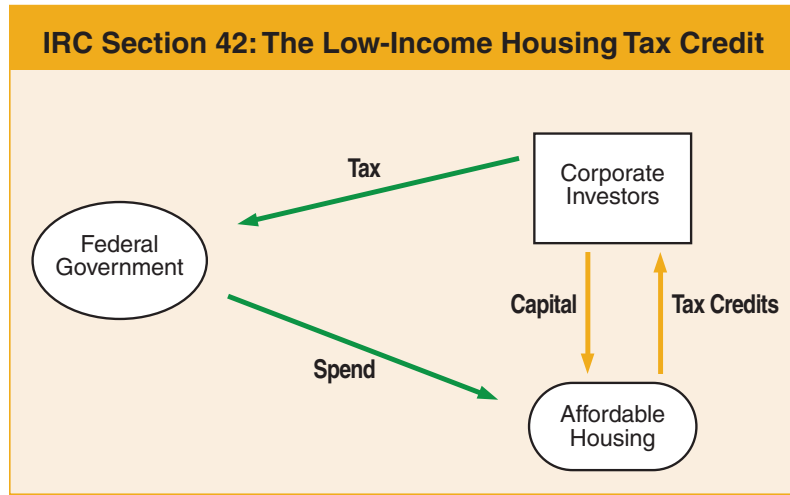 IRC Section 42: The Low-Income Housing Tax Credit
Tax
Corporate
Investors
Federal
Government
Capital
Tax Credits
Spend
Affordable
Housing